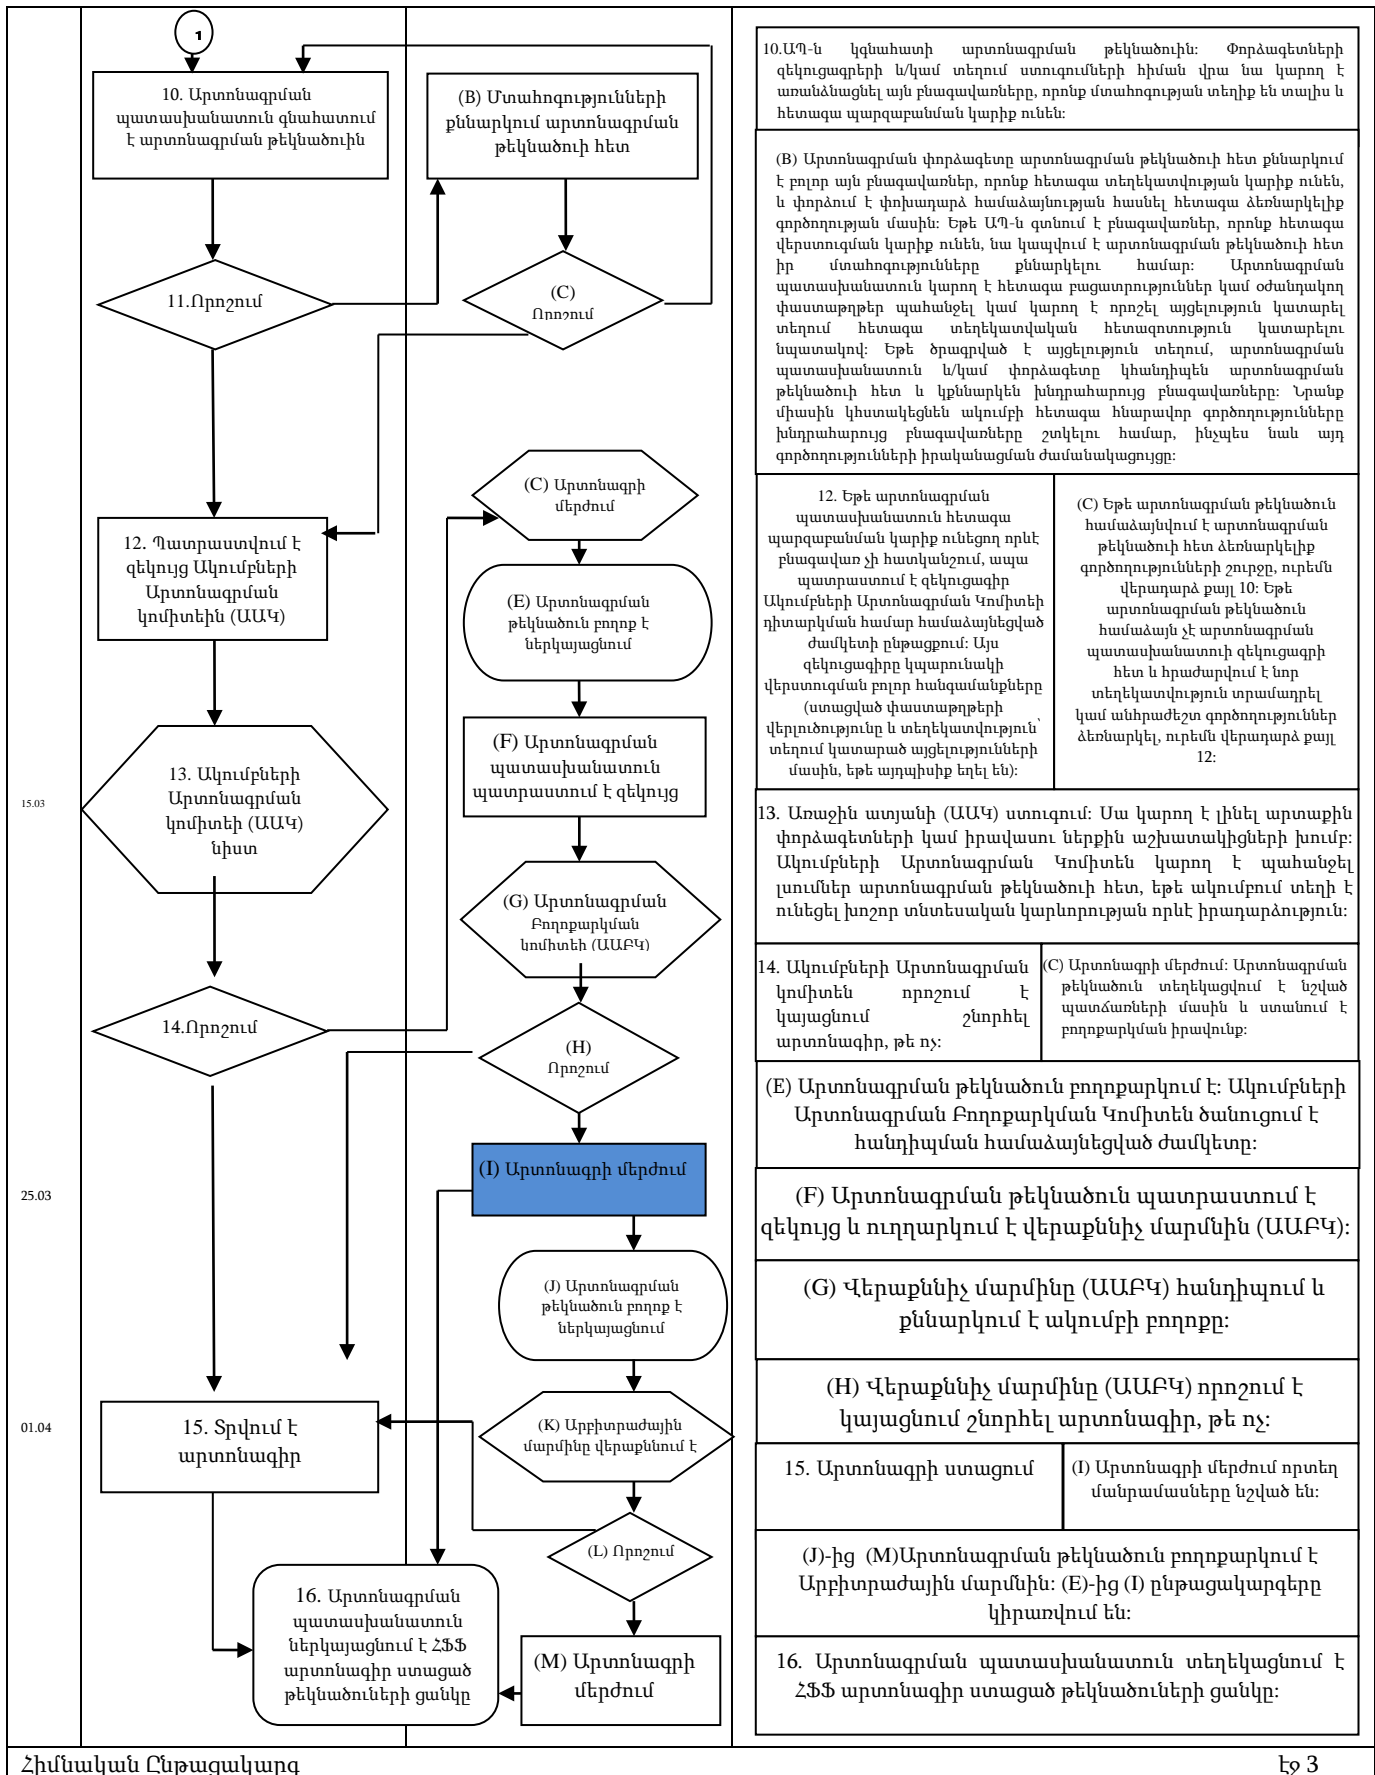 1
10. Արտոնագրման
պատասխանատուն գնահատում
է արտոնագրման թեկնածուին
(B) Մտահոգությունների
քննարկում արտոնագրման
թեկնածուի հետ
11.Որոշում
(C)
Որոշում
12. Պատրաստվում է
զեկույց Ակումբների
Արտոնագրման
կոմիտեին (ԱԱԿ)
(C) Արտոնագրի
մերժում
(E) Արտոնագրման
թեկնածուն բողոք է
ներկայացնում
(F) Արտոնագրման
պատասխանատուն
պատրաստում է զեկույց
13. Ակումբների
Արտոնագրման
կոմիտեի (ԱԱԿ)
նիստ
15.03
(G) Արտոնագրման
Բողոքարկման
կոմիտեի (ԱԱԲԿ)
14.Որոշում
(H)
Որոշում
(I) Արտոնագրի մերժում
25.03
(J) Արտոնագրման
թեկնածուն բողոք է
ներկայացնում
(K) Արբիտրաժային
մարմինը վերաքննում է
01.04
15. Տրվում է
արտոնագիր
(L) Որոշում
16. Արտոնագրման
պատասխանատուն
ներկայացնում է ՀՖՖ
արտոնագիր ստացած
թեկնածուների ցանկը
(M) Արտոնագրի
մերժում
10.ԱՊ-ն կգնահատի արտոնագրման թեկնածուին: Փորձագետների
զեկուցագրերի և/կամ տեղում ստուգումների հիման վրա նա կարող է
առանձնացնել այն բնագավառները, որոնք մտահոգության տեղիք են տալիս և
հետագա պարզաբանման կարիք ունեն:
(B) Արտոնագրման փորձագետը արտոնագրման թեկնածուի հետ քննարկում
է բոլոր այն բնագավառներ, որոնք հետագա տեղեկատվության կարիք ունեն,
և փորձում է փոխադարձ համաձայնության հասնել հետագա ձեռնարկելիք
գործողության մասին: Եթե ԱՊ-ն գտնում է բնագավառներ, որոնք հետագա
վերստուգման կարիք ունեն, նա կապվում է արտոնագրման թեկնածուի հետ
իր մտահոգությունները քննարկելու համար: Արտոնագրման
պատասխանատուն կարող է հետագա բացատրություններ կամ օժանդակող
փաստաթղթեր պահանջել կամ կարող է որոշել այցելություն կատարել
տեղում հետագա տեղեկատվական հետազոտություն կատարելու
նպատակով: Եթե ծրագրված է այցելություն տեղում, արտոնագրման
պատասխանատուն և/կամ փորձագետը կհանդիպեն արտոնագրման
թեկնածուի հետ և կքննարկեն խնդրահարույց բնագավառները: Նրանք
միասին կհստակեցնեն ակումբի հետագա հնարավոր գործողությունները
խնդրահարույց բնագավառները շտկելու համար, ինչպես նաև այդ
գործողությունների իրականացման ժամանակացույցը:
12. Եթե արտոնագրման
պատասխանատուն հետագա
պարզաբանման կարիք ունեցող որևէ
բնագավառ չի հատկանշում, ապա
պատրաստում է զեկուցագիր
Ակումբների Արտոնագրման Կոմիտեի
դիտարկման համար համաձայնեցված
ժամկետի ընթացքում: Այս
զեկուցագիրը կպարունակի
վերստուգման բոլոր հանգամանքները
(ստացված փաստաթղթերի
վերլուծությունը և տեղեկատվություն՝
տեղում կատարած այցելությունների
մասին, եթե այդպիսիք եղել են):
(C) Եթե արտոնագրման թեկնածուն
համաձայնվում է արտոնագրման
թեկնածուի հետ ձեռնարկելիք
գործողությունների շուրջը, ուրեմն
վերադարձ քայլ 10: Եթե
արտոնագրման թեկնածուն
համաձայն չէ արտոնագրման
պատասխանատուի զեկուցագրի
հետ և հրաժարվում է նոր
տեղեկատվություն տրամադրել
կամ անհրաժեշտ գործողություններ
ձեռնարկել, ուրեմն վերադարձ քայլ
12:
13. Առաջին ատյանի (ԱԱԿ) ստուգում: Սա կարող է լինել արտաքին
փորձագետների կամ իրավասու ներքին աշխատակիցների խումբ:
Ակումբների Արտոնագրման Կոմիտեն կարող է պահանջել
լսումներ արտոնագրման թեկնածուի հետ, եթե ակումբում տեղի է
ունեցել խոշոր տնտեսական կարևորության որևէ իրադարձություն:
14. Ակումբների Արտոնագրման
կոմիտեն որոշում է
կայացնում շնորհել
արտոնագիր, թե ոչ:
(C) Արտոնագրի մերժում: Արտոնագրման
թեկնածուն տեղեկացվում է նշված
պատճառների մասին և ստանում է
բողոքարկման իրավունք:
(E) Արտոնագրման թեկնածուն բողոքարկում է: Ակումբների
Արտոնագրման Բողոքարկման Կոմիտեն ծանուցում է
հանդիպման համաձայնեցված ժամկետը:
(F) Արտոնագրման թեկնածուն պատրաստում է
զեկույց և ուղղարկում է վերաքննիչ մարմնին (ԱԱԲԿ):
(G) Վերաքննիչ մարմինը (ԱԱԲԿ) հանդիպում և
քննարկում է ակումբի բողոքը:
(H) Վերաքննիչ մարմինը (ԱԱԲԿ) որոշում է
կայացնում շնորհել արտոնագիր, թե ոչ:
15. Արտոնագրի ստացում
(I) Արտոնագրի մերժում որտեղ
մանրամասները նշված են:
(J)-ից (M)Արտոնագրման թեկնածուն բողոքարկում է
Արբիտրաժային մարմնին: (E)-ից (I) ընթացակարգերը
կիրառվում են:
16. Արտոնագրման պատասխանատուն տեղեկացնում է
ՀՖՖ արտոնագիր ստացած թեկնածուների ցանկը:
Հիմնական Ընթացակարգ
էջ 3